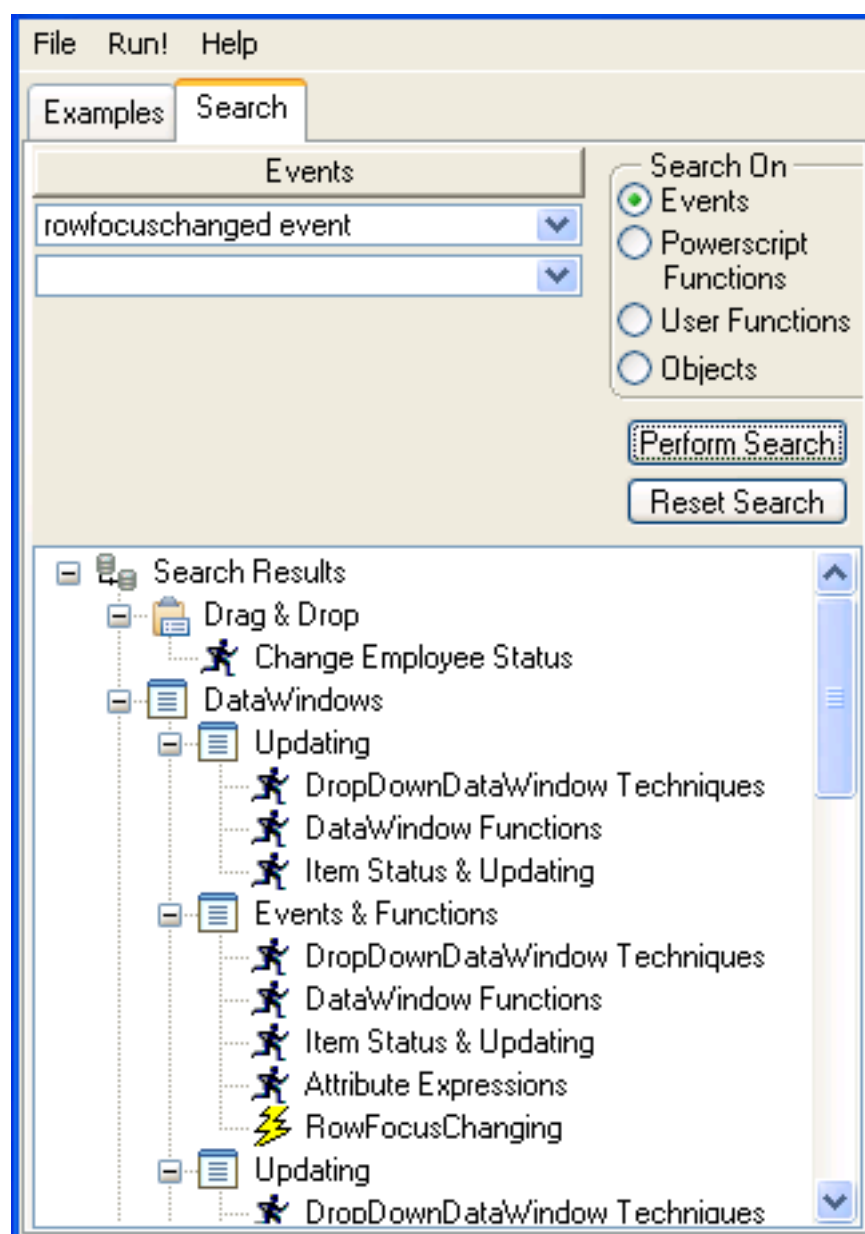 File Run! Help
Examples Search
Events
rowfocuschanged event
Search On
Events
Powerscript
Functions
User Functions
Objects
Perform Search
Reset Search
Search Results
Drag & Drop
Change Employee Status
DataWindows
Updating
DropDownDataWindow Techniques
DataWindow Functions
Item Status & Updating
Events & Functions
DropDownDataWindow Techniques
DataWindow Functions
Item Status & Updating
Attribute Expressions
RowFocusChanging
Updating
DropDownDataWindow Techniques